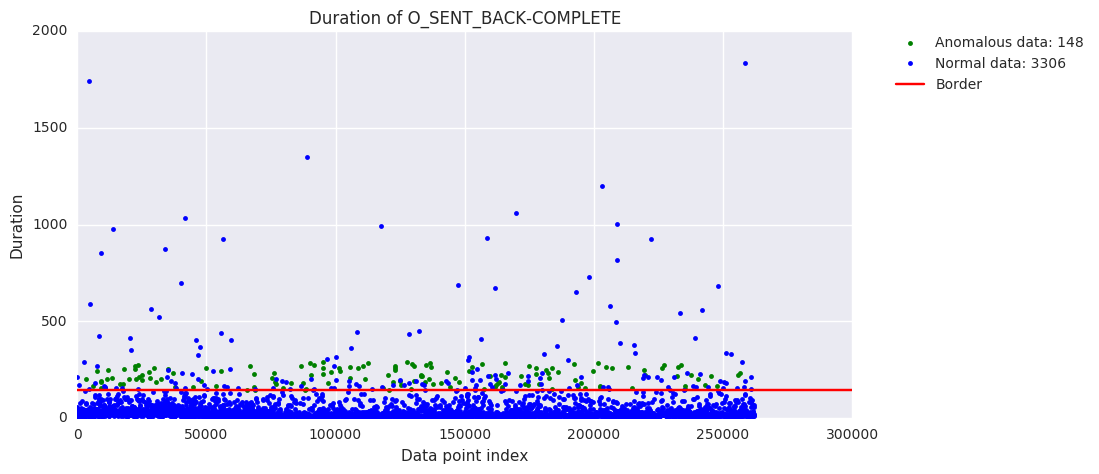 Duration of O_SENT_BACK-COMPLETE
2000
1500
1000
500
0
Duration
0
50000
100000
150000
200000
250000
300000
Data point index
Anomalous data: 148
Normal data: 3306
Border